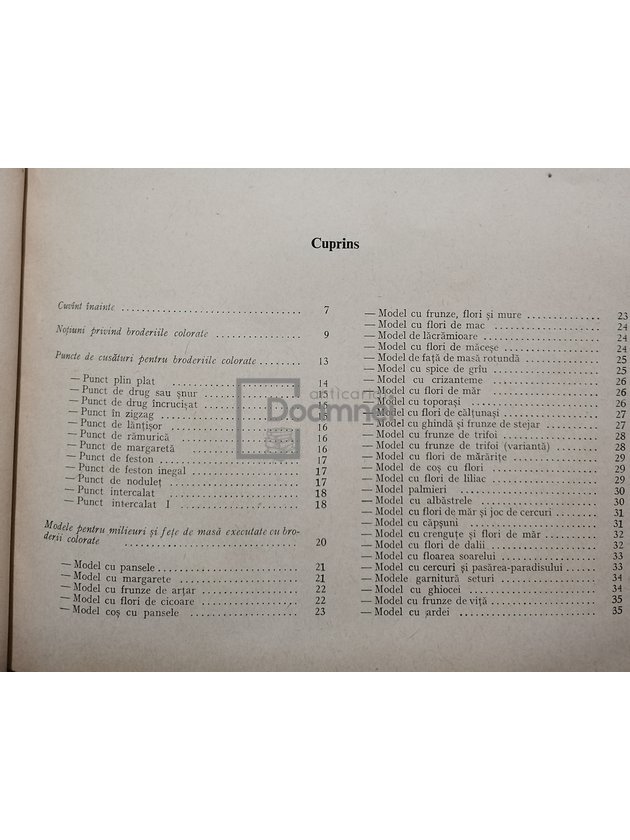 Cuprins
Cuvînt înainte ........ 7
Noțiuni privind broderiile colorate ........ 9
Puncte de cusături pentru broderiile colorate ........ 13
— Punct plin plat ........ 14
— Punct de drug sau șnur ........
— Punct de drug încrucișat ........ 15
— Punct în zigzag ........
— Punct de lănțișor ........ 16
— Punct de rămurică ........ 16
— Punct de margaretă ........ 16
— Punct de feston ........ 17
— Punct de feston inegal ........ 17
— Punct de noduleț ........ 17
— Punct intercalat ........ 18
— Punct intercalat I ........ 18
Modele pentru milieuri și fețe de masă executate cu bro-
derii colorate ........ 20
— Model cu pansele ........ 21
— Model cu margarete ........ 21
— Model cu frunze de arțar ........ 22
— Model cu flori de cicoare ........ 22
— Model coș cu pansele ........ 23
— Model cu frunze, flori și mure ........ 23
— Model cu flori de mac ........ 24
— Model de lăcrămioare ........ 24
— Model cu flori de măceșe ........ 24
— Model de față de masă rotundă ........ 25
— Model cu spice de grîu ........ 25
— Model cu crizanteme ........ 26
— Model cu flori de măr ........ 26
— Model cu toporași ........ 26
— Model cu flori de călțunași ........ 27
— Model cu ghindă și frunze de stejar ........ 27
— Model cu frunze de trifoi ........ 28
— Model cu frunze de trifoi (variantă) ........ 28
— Model cu flori de mărărițe ........ 29
— Model de coș cu flori ........ 29
— Model cu flori de liliac ........ 29
— Model palmieri ........ 30
— Model cu albăstrele ........ 30
— Model cu flori de măr și joc de cercuri ........ 31
— Model cu căpșuni ........ 31
— Model cu crenguțe și flori de măr ........ 32
— Model cu flori de dalii ........ 32
— Model cu floarea soarelui ........ 33
— Model cu cercuri și pasărea-paradisului ........ 33
— Modele garnitură seturi ........ 34
— Model cu ghiocei ........ 34
— Model cu frunze de viță ........ 35
— Model cu ardei ........ 35
anticariat
Doamnei